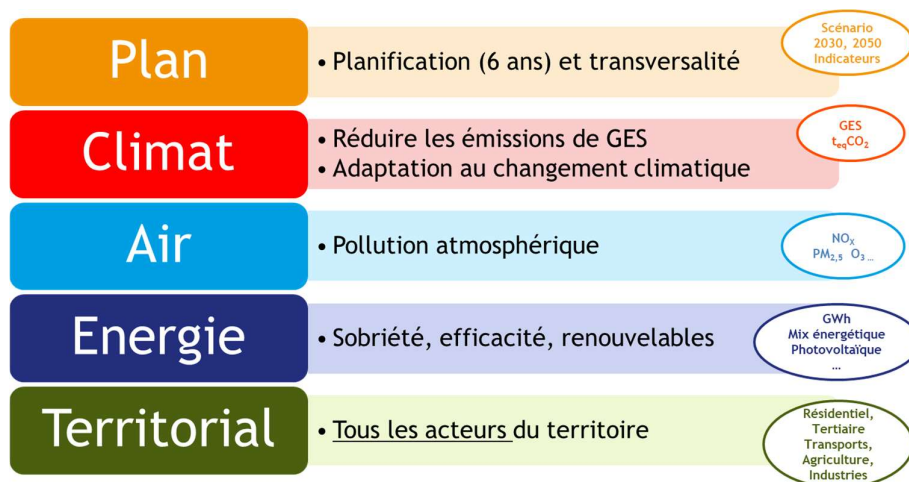 Plan
• Planification (6 ans) et transversalité
Scénario
2030, 2050
Indicateurs
Climat
• Réduire les émissions de GES
• Adaptation au changement climatique
GES
teqCO2
Air
• Pollution atmosphérique
NOX
PM2,5 O3 ...
Energie
• Sobriété, efficacité, renouvelables
GWh
Mix énergétique
Photovoltaïque
...
Territorial
• Tous les acteurs du territoire
Résidentiel,
Tertiaire
Transports,
Agriculture,
Industries